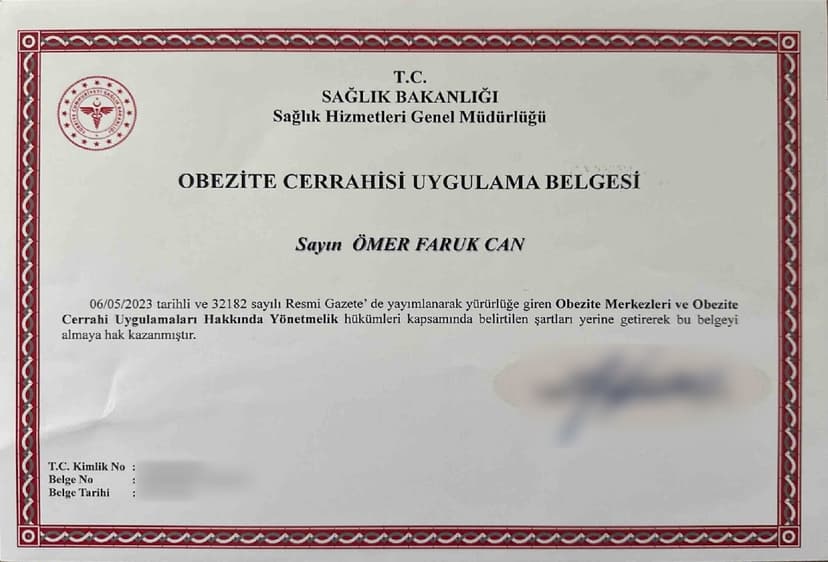 T.C.
SAĞLIK BAKANLIĞI
Sağlık Hizmetleri Genel Müdürlüğü
OBEZİTE CERRAHİSİ UYGULAMA BELGESİ
Sayın ÖMER FARUK CAN
06/05/2023 tarihli ve 32182 sayılı Resmi Gazete' de yayımlanarak yürürlüğe giren Obezite Merkezleri ve Obezite
Cerrahi Uygulamaları Hakkında Yönetmelik hükümleri kapsamında belirtilen şartları yerine getirerek bu belgeyi
almaya hak kazanmıştır.
T.C. Kimlik No :
Belge No :
Belge Tarihi :